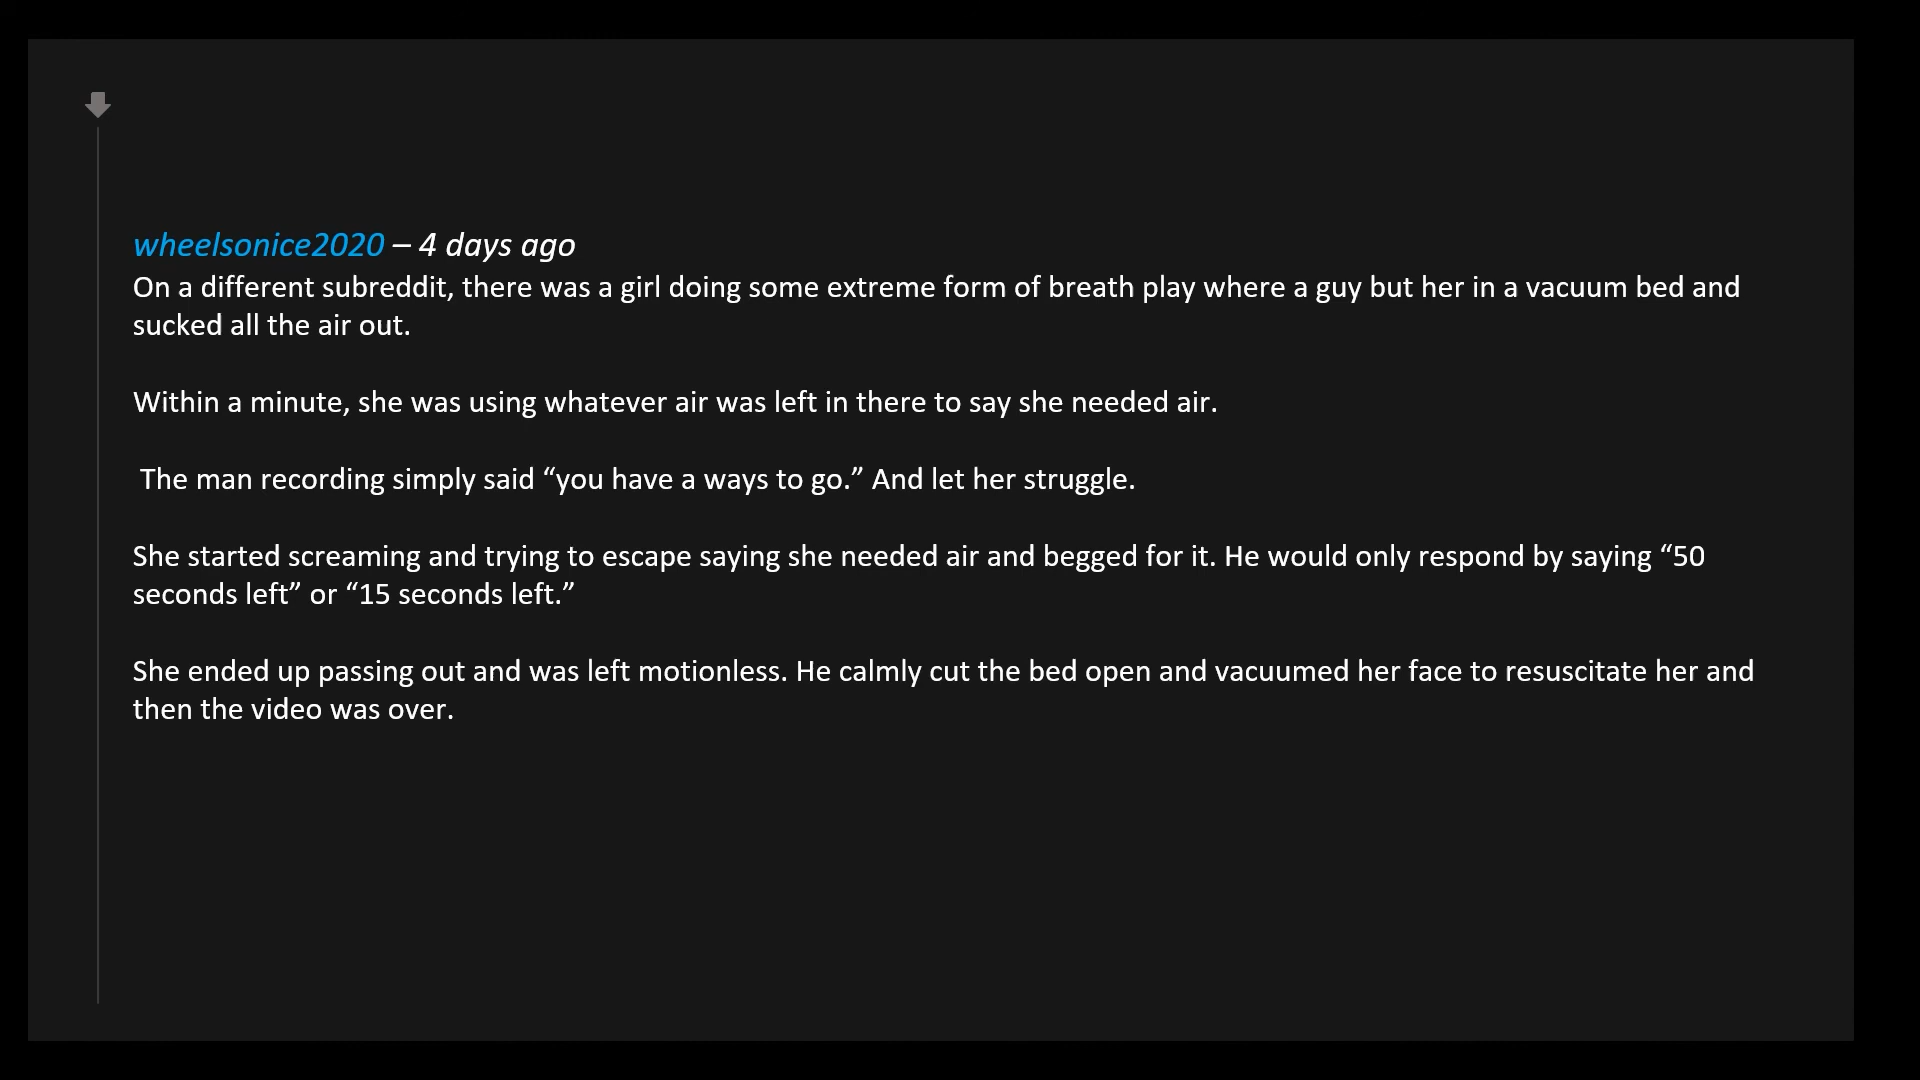 wheelsonice2020 – 4 days ago
On a different subreddit, there was a girl doing some extreme form of breath play where a guy but her in a vacuum bed and
sucked all the air out.
Within a minute, she was using whatever air was left in there to say she needed air.
The man recording simply said “you have a ways to go.” And let her struggle.
She started screaming and trying to escape saying she needed air and begged for it. He would only respond by saying “50
seconds left” or “15 seconds left.”
She ended up passing out and was left motionless. He calmly cut the bed open and vacuumed her face to resuscitate her and
then the video was over.